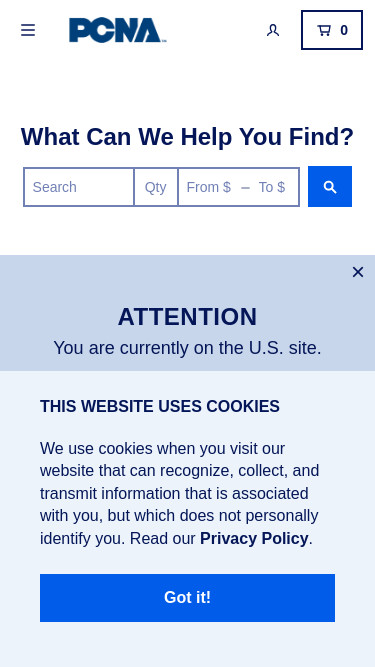 PCNA
0
What Can We Help You Find?
Search Qty From $ – To $
ATTENTION
You are currently on the U.S. site.
THIS WEBSITE USES COOKIES
We use cookies when you visit our
website that can recognize, collect, and
transmit information that is associated
with you, but which does not personally
identify you. Read our Privacy Policy.
Got it!